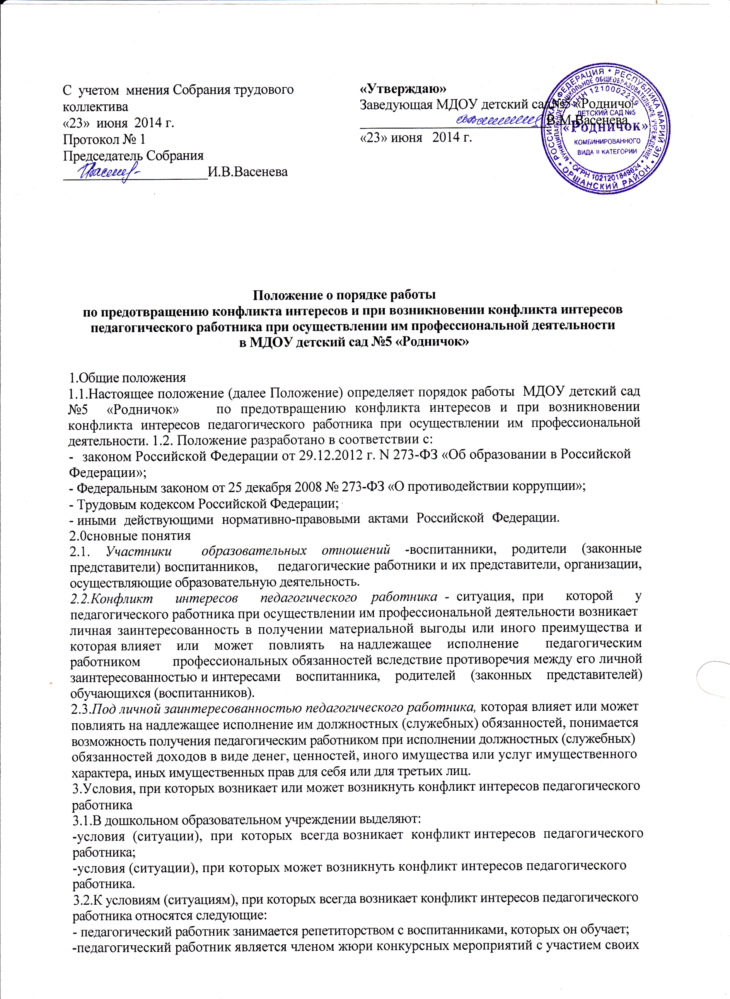 С учетом мнения Собрания трудового
коллектива
«23» июня 2014 г.
Протокол № 1
Председатель Собрания
И.В.Васенева
«Утверждаю»
Заведующая МДОУ детский сад №5 «Родничок
В.М.Васенева
«23» июня 2014 г.
* РОССИЙСКАЯ ФЕДЕРАЦИЯ * РЕСПУБЛИКА МАРИЙ ЭЛ * ОРШАНСКИЙ РАЙОН
* МУНИЦИПАЛЬНОЕ ДОШКОЛЬНОЕ ОБЩЕОБРАЗОВАТЕЛЬНОЕ УЧРЕЖДЕНИЕ *
ОГРН 1021201849624
ИНН 1210002239
ДЕТСКИЙ САД №5
«Родничок»
КОМБИНИРОВАННОГО
ВИДА II КАТЕГОРИИ
Положение о порядке работы
по предотвращению конфликта интересов и при возникновении конфликта интересов
педагогического работника при осуществлении им профессиональной деятельности
в МДОУ детский сад №5 «Родничок»
1.Общие положения
1.1.Настоящее положение (далее Положение) определяет порядок работы МДОУ детский сад
№5 «Родничок» по предотвращению конфликта интересов и при возникновении
конфликта интересов педагогического работника при осуществлении им профессиональной
деятельности. 1.2. Положение разработано в соответствии с:
- законом Российской Федерации от 29.12.2012 г. N 273-ФЗ «Об образовании в Российской
Федерации»;
- Федеральным законом от 25 декабря 2008 № 273-ФЗ «О противодействии коррупции»;
- Трудовым кодексом Российской Федерации;
- иными действующими нормативно-правовыми актами Российской Федерации.
2.0сновные понятия
2.1. Участники образовательных отношений -воспитанники, родители (законные
представители) воспитанников, педагогические работники и их представители, организации,
осуществляющие образовательную деятельность.
2.2.Конфликт интересов педагогического работника - ситуация, при которой у
педагогического работника при осуществлении им профессиональной деятельности возникает
личная заинтересованность в получении материальной выгоды или иного преимущества и
которая влияет или может повлиять на надлежащее исполнение педагогическим
работником профессиональных обязанностей вследствие противоречия между его личной
заинтересованностью и интересами воспитанника, родителей (законных представителей)
обучающихся (воспитанников).
2.3.Под личной заинтересованностью педагогического работника, которая влияет или может
повлиять на надлежащее исполнение им должностных (служебных) обязанностей, понимается
возможность получения педагогическим работником при исполнении должностных (служебных)
обязанностей доходов в виде денег, ценностей, иного имущества или услуг имущественного
характера, иных имущественных прав для себя или для третьих лиц.
3.Условия, при которых возникает или может возникнуть конфликт интересов педагогического
работника
3.1.В дошкольном образовательном учреждении выделяют:
-условия (ситуации), при которых всегда возникает конфликт интересов педагогического
работника;
-условия (ситуации), при которых может возникнуть конфликт интересов педагогического
работника.
3.2.К условиям (ситуациям), при которых всегда возникает конфликт интересов педагогического
работника относятся следующие:
- педагогический работник занимается репетиторством с воспитанниками, которых он обучает;
-педагогический работник является членом жюри конкурсных мероприятий с участием своих